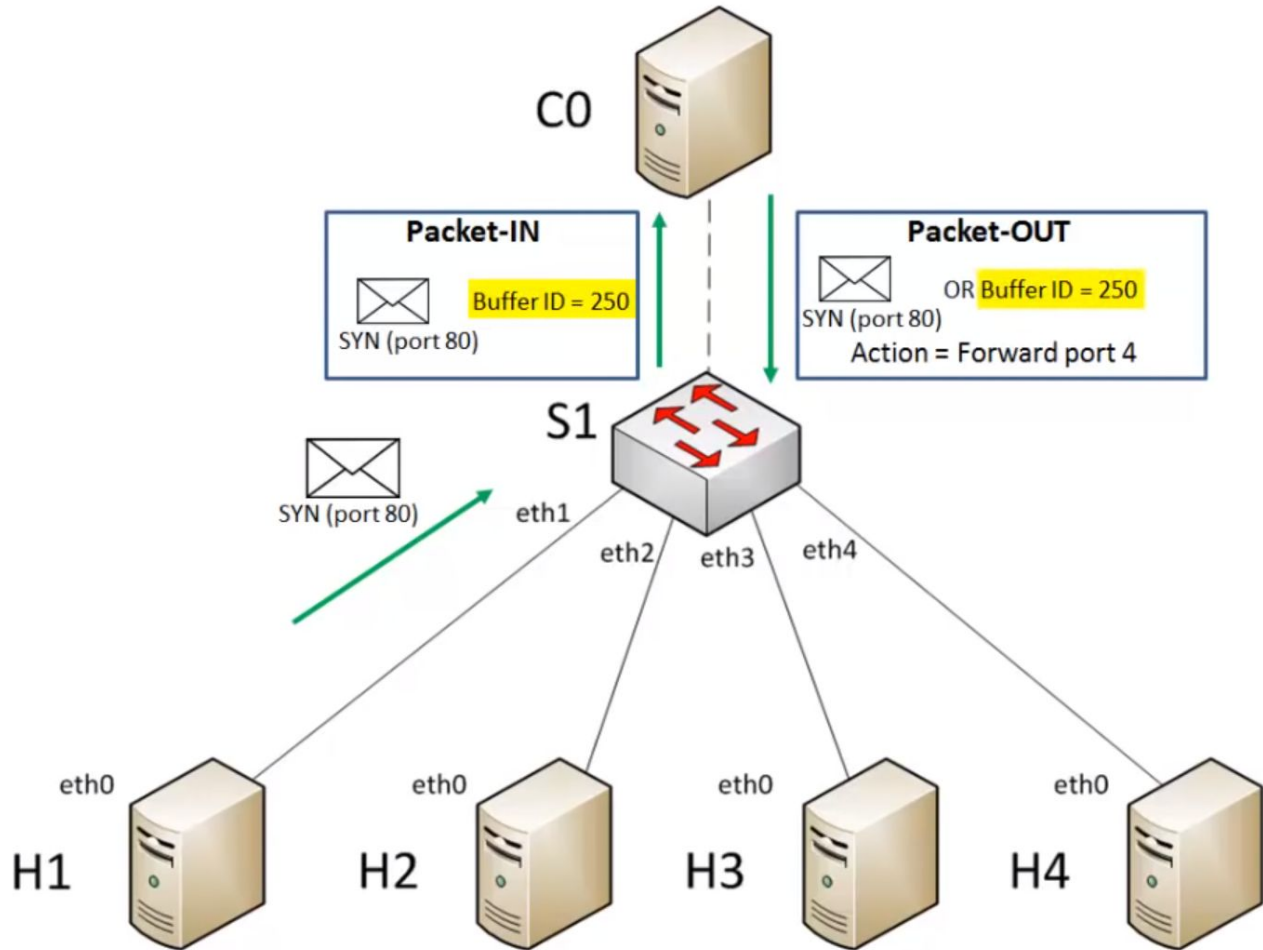 C0
Packet-IN
Buffer ID = 250
SYN (port 80)
Packet-OUT
OR Buffer ID = 250
SYN (port 80)
Action = Forward port 4
S1
SYN (port 80)
eth1
eth2
eth3
eth4
eth0
eth0
eth0
eth0
H1
H2
H3
H4